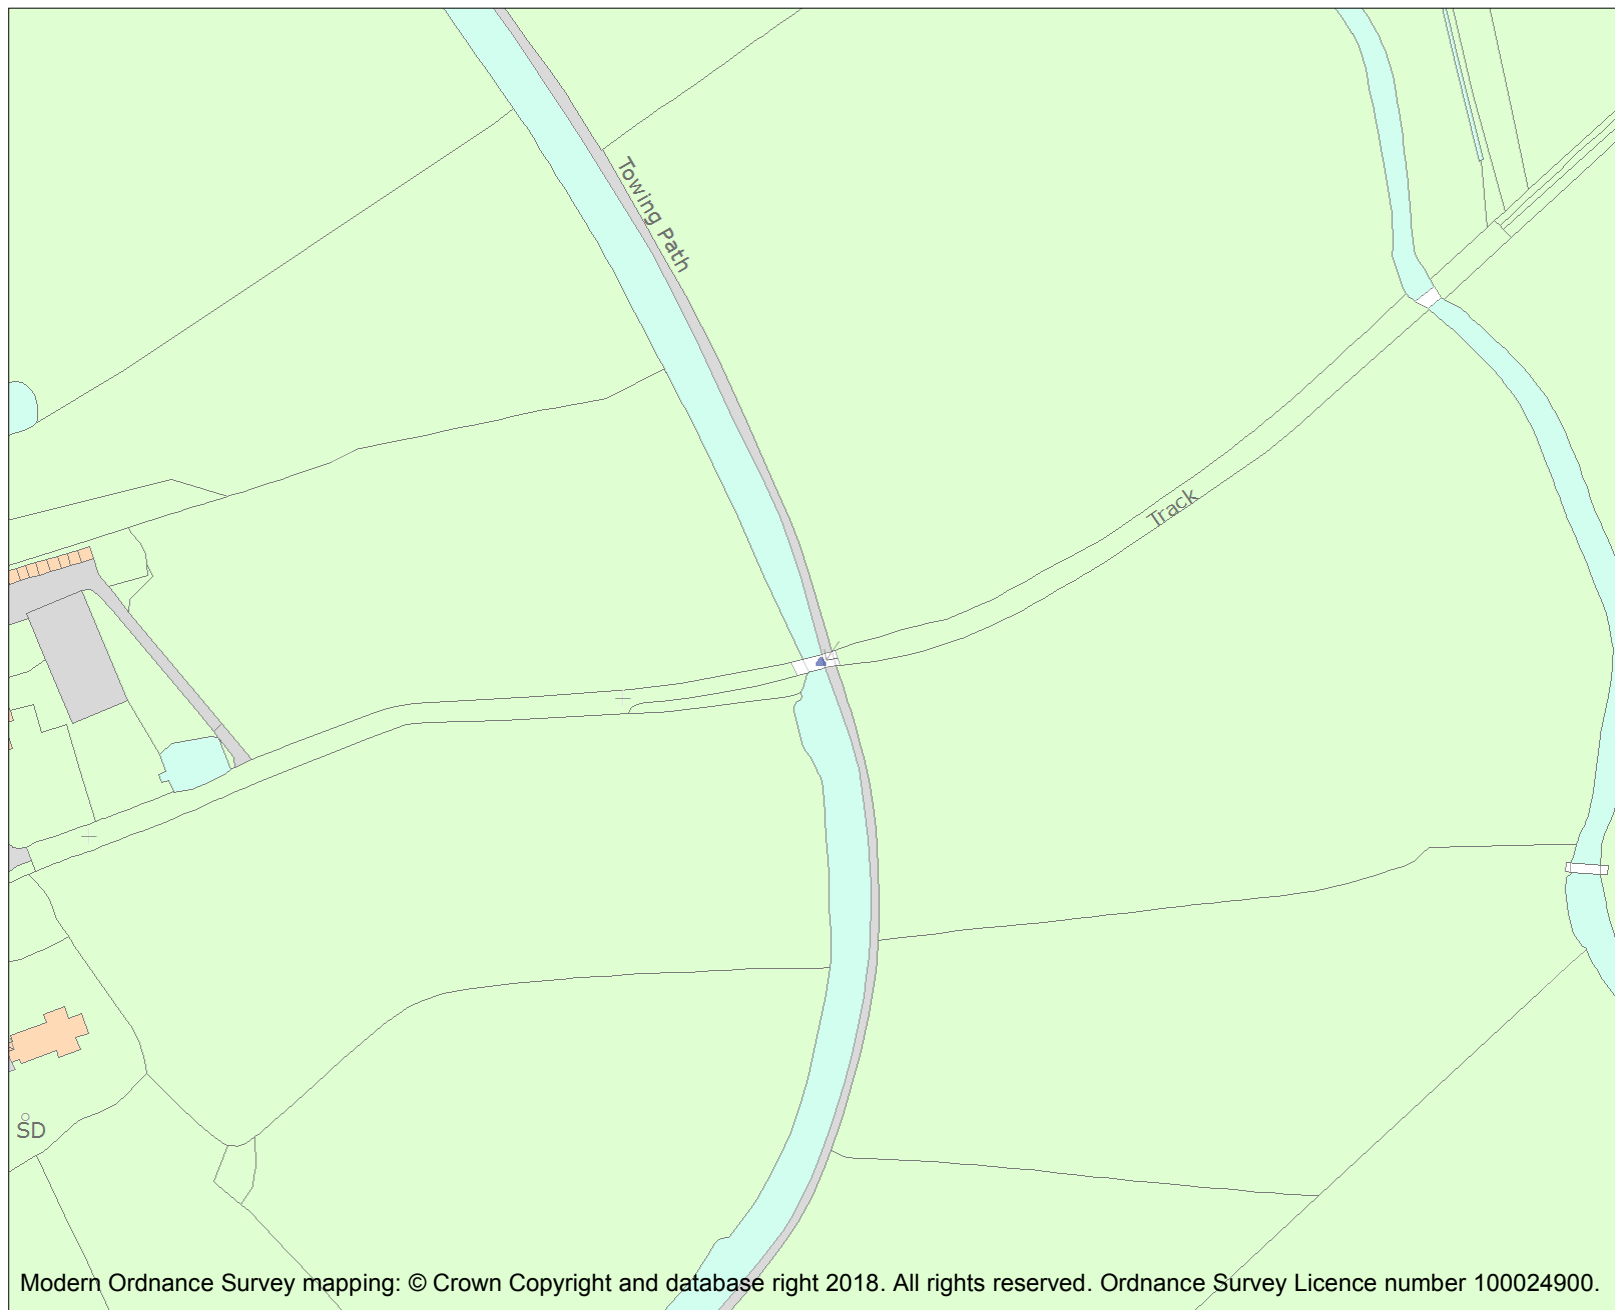 Towing Path
Track
SD
Modern Ordnance Survey mapping: © Crown Copyright and database right 2018. All rights reserved. Ordnance Survey Licence number 100024900.